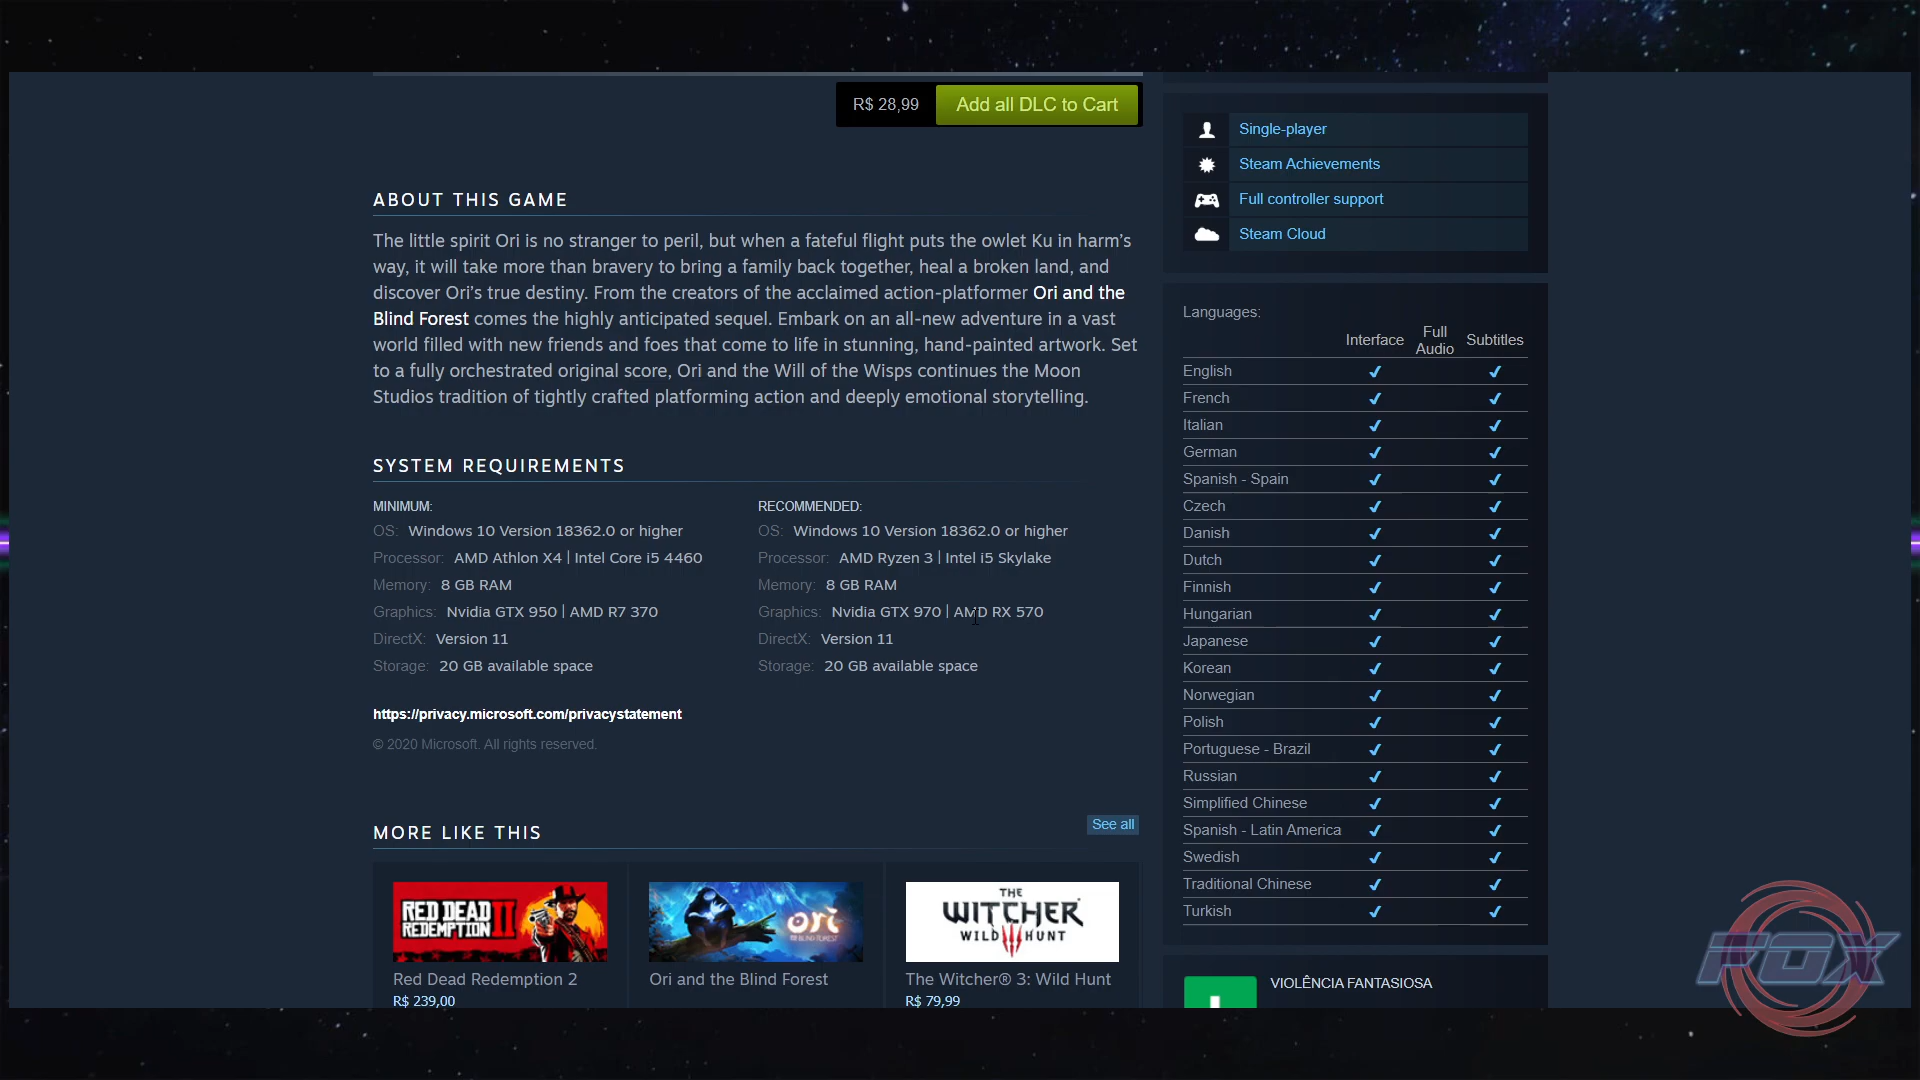 R$ 28,99
Add all DLC to Cart
ABOUT THIS GAME
The little spirit Ori is no stranger to peril, but when a fateful flight puts the owlet Ku in harm’s
way, it will take more than bravery to bring a family back together, heal a broken land, and
discover Ori’s true destiny. From the creators of the acclaimed action-platformer Ori and the
Blind Forest comes the highly anticipated sequel. Embark on an all-new adventure in a vast
world filled with new friends and foes that come to life in stunning, hand-painted artwork. Set
to a fully orchestrated original score, Ori and the Will of the Wisps continues the Moon
Studios tradition of tightly crafted platforming action and deeply emotional storytelling.
SYSTEM REQUIREMENTS
MINIMUM:
OS: Windows 10 Version 18362.0 or higher
Processor: AMD Athlon X4 | Intel Core i5 4460
Memory: 8 GB RAM
Graphics: Nvidia GTX 950 | AMD R7 370
DirectX: Version 11
Storage: 20 GB available space
RECOMMENDED:
OS: Windows 10 Version 18362.0 or higher
Processor: AMD Ryzen 3 | Intel i5 Skylake
Memory: 8 GB RAM
Graphics: Nvidia GTX 970 | AMD RX 570
DirectX: Version 11
Storage: 20 GB available space
https://privacy.microsoft.com/privacystatement
© 2020 Microsoft. All rights reserved.
MORE LIKE THIS
See all
RED DEAD
REDEMPTION II
Red Dead Redemption 2
R$ 239,00
ori
AND THE BLIND FOREST
Ori and the Blind Forest
THE
WITCHER
WILD HUNT
The Witcher® 3: Wild Hunt
R$ 79,99
Single-player
Steam Achievements
Full controller support
Steam Cloud
Languages:
Interface Full Audio Subtitles
English ✔ ✔
French ✔ ✔
Italian ✔ ✔
German ✔ ✔
Spanish - Spain ✔ ✔
Czech ✔ ✔
Danish ✔ ✔
Dutch ✔ ✔
Finnish ✔ ✔
Hungarian ✔ ✔
Japanese ✔ ✔
Korean ✔ ✔
Norwegian ✔ ✔
Polish ✔ ✔
Portuguese - Brazil ✔ ✔
Russian ✔ ✔
Simplified Chinese ✔ ✔
Spanish - Latin America ✔ ✔
Swedish ✔ ✔
Traditional Chinese ✔ ✔
Turkish ✔ ✔
VIOLÊNCIA FANTASIOSA
FOX